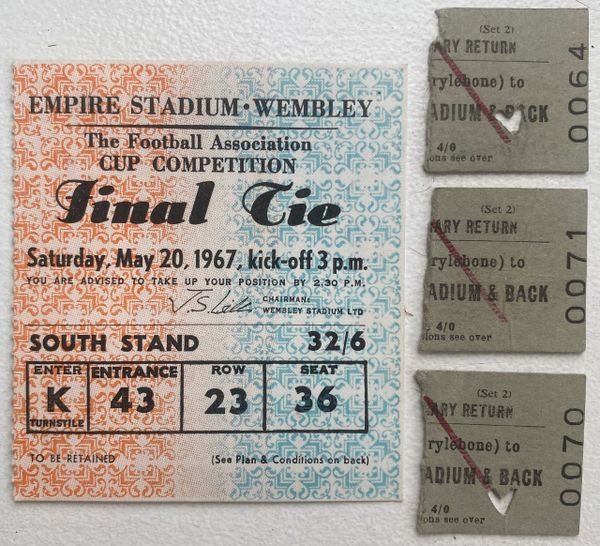 EMPIRE STADIUM · WEMBLEY
The Football Association
CUP COMPETITION
Final Tie
Saturday, May 20, 1967, kick-off 3 p.m.
YOU ARE ADVISED TO TAKE UP YOUR POSITION BY 2.30 P.M.
CHAIRMAN:
WEMBLEY STADIUM LTD
SOUTH STAND 32/6
ENTER ENTRANCE ROW SEAT
K 43 23 36
TURNSTILE
TO BE RETAINED (See Plan & Conditions on back)
(Set 2)
ARY RETURN
rylebone) to
ADIUM & BACK
4/0
ons see over
0064
(Set 2)
ARY RETURN
rylebone) to
ADIUM & BACK
4/0
ons see over
0071
(Set 2)
ARY RETURN
rylebone) to
ADIUM & BACK
4/0
ons see over
0070